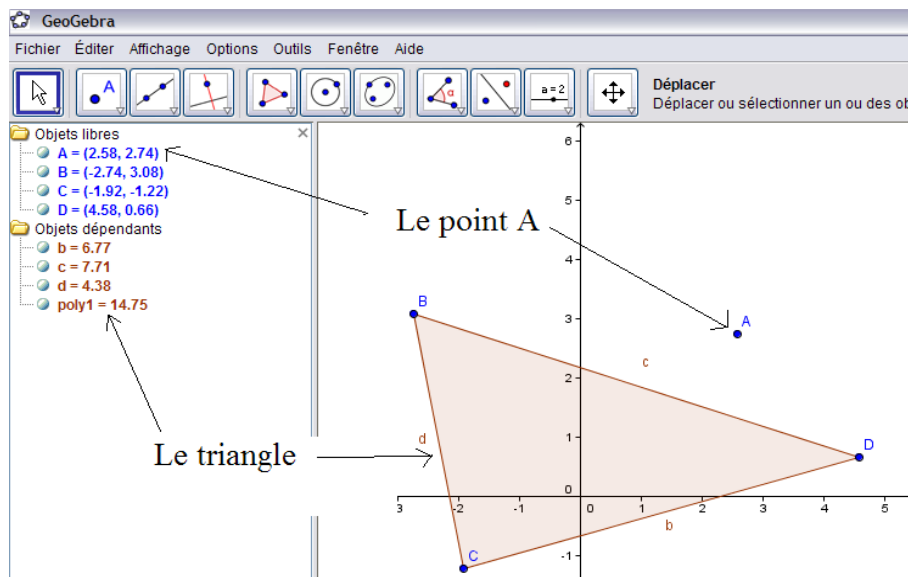 GeoGebra
Fichier Éditer Affichage Options Outils Fenêtre Aide
A
α
a = 2
Déplacer
Déplacer ou sélectionner un ou des ob
Objets libres
A = (2.58, 2.74)
B = (-2.74, 3.08)
C = (-1.92, -1.22)
D = (4.58, 0.66)
Objets dépendants
b = 6.77
c = 7.71
d = 4.38
poly1 = 14.75
Le point A
Le triangle
6
5
4
3
2
1
0
-1
3 -2 -1 0 1 2 3 4 5
B
A
c
d
D
b
C